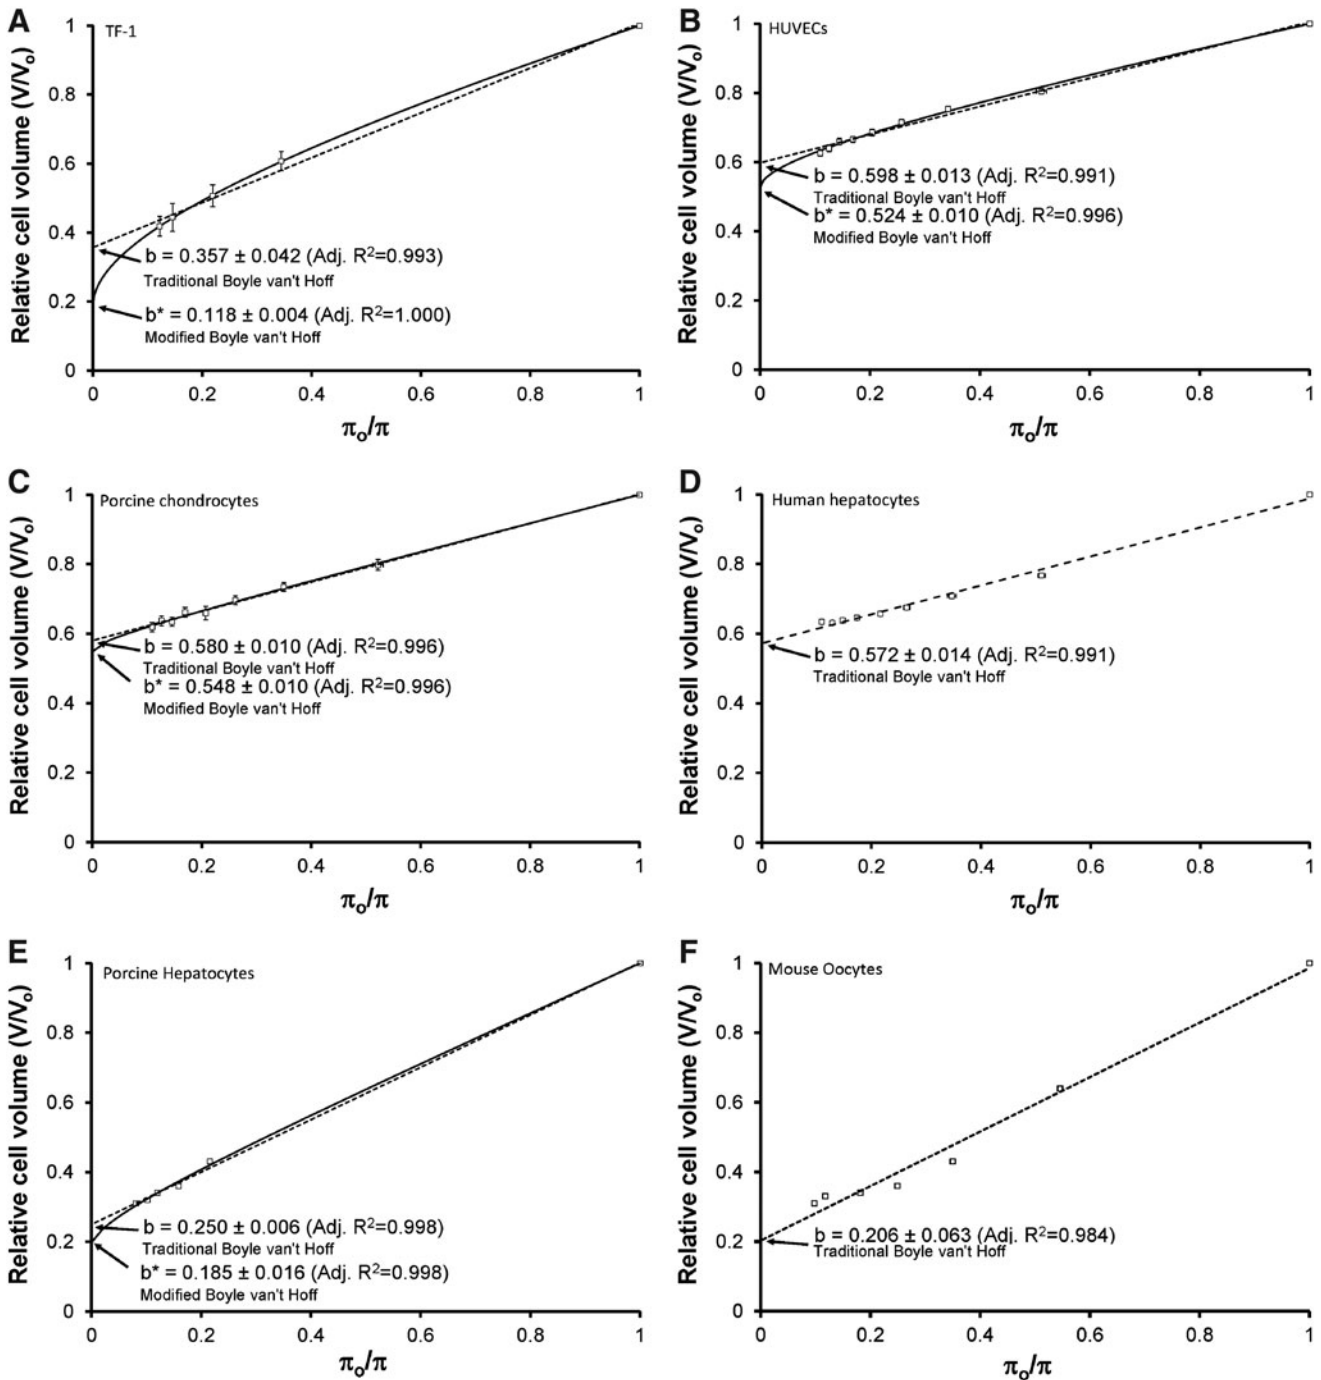 A
TF-1
Relative cell volume (V/Vo)
1
0.8
0.6
0.4
0.2
0
b = 0.357 ± 0.042 (Adj. R²=0.993)
Traditional Boyle van't Hoff
b* = 0.118 ± 0.004 (Adj. R²=1.000)
Modified Boyle van't Hoff
0 0.2 0.4 0.6 0.8 1
πo/π
B
HUVECs
Relative cell volume (V/Vo)
1
0.8
0.6
0.4
0.2
0
b = 0.598 ± 0.013 (Adj. R²=0.991)
Traditional Boyle van't Hoff
b* = 0.524 ± 0.010 (Adj. R²=0.996)
Modified Boyle van't Hoff
0 0.2 0.4 0.6 0.8 1
πo/π
C
Porcine chondrocytes
Relative cell volume (V/Vo)
1
0.8
0.6
0.4
0.2
0
b = 0.580 ± 0.010 (Adj. R²=0.996)
Traditional Boyle van't Hoff
b* = 0.548 ± 0.010 (Adj. R²=0.996)
Modified Boyle van't Hoff
0 0.2 0.4 0.6 0.8 1
πo/π
D
Human hepatocytes
Relative cell volume (V/Vo)
1
0.8
0.6
0.4
0.2
0
b = 0.572 ± 0.014 (Adj. R²=0.991)
Traditional Boyle van't Hoff
0 0.2 0.4 0.6 0.8 1
πo/π
E
Porcine Hepatocytes
Relative cell volume (V/Vo)
1
0.8
0.6
0.4
0.2
0
b = 0.250 ± 0.006 (Adj. R²=0.998)
Traditional Boyle van't Hoff
b* = 0.185 ± 0.016 (Adj. R²=0.998)
Modified Boyle van't Hoff
0 0.2 0.4 0.6 0.8 1
πo/π
F
Mouse Oocytes
Relative cell volume (V/Vo)
1
0.8
0.6
0.4
0.2
0
b = 0.206 ± 0.063 (Adj. R²=0.984)
Traditional Boyle van't Hoff
0 0.2 0.4 0.6 0.8 1
πo/π